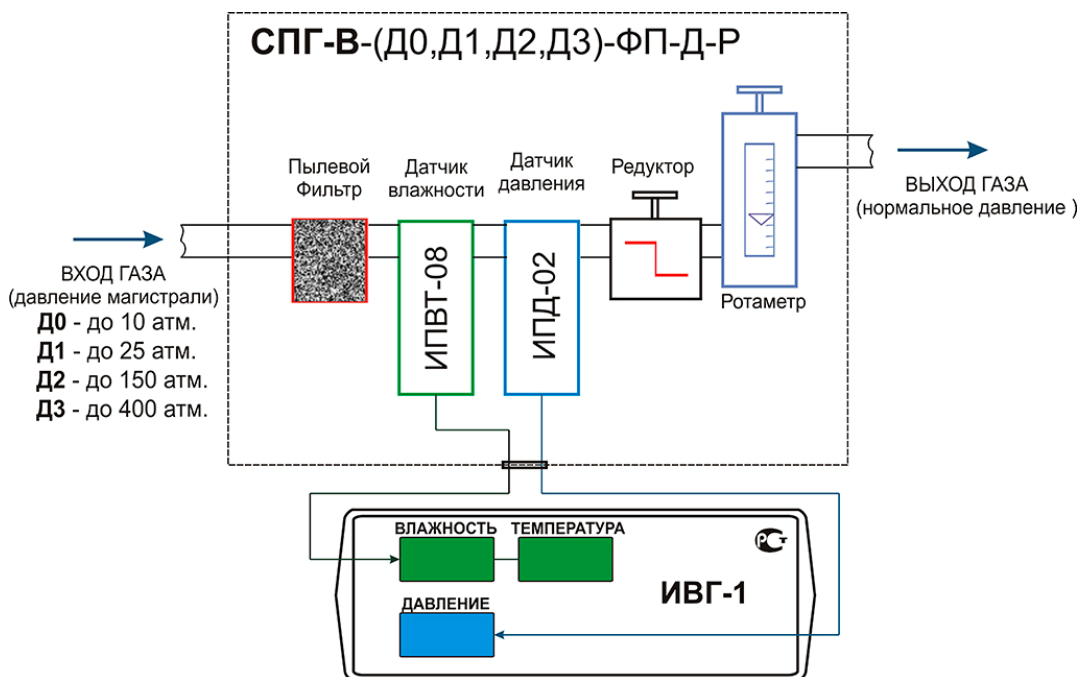 СПГ-В-(Д0,Д1,Д2,Д3)-ФП-Д-Р
Пылевой
Фильтр
Датчик
влажности
Датчик
давления
Редуктор
ИПВТ-08
ИПД-02
Ротаметр
ВЫХОД ГАЗА
(нормальное давление )
ВХОД ГАЗА
(давление магистрали)
Д0 - до 10 атм.
Д1 - до 25 атм.
Д2 - до 150 атм.
Д3 - до 400 атм.
ВЛАЖНОСТЬ
ТЕМПЕРАТУРА
РСТ
ИВГ-1
ДАВЛЕНИЕ